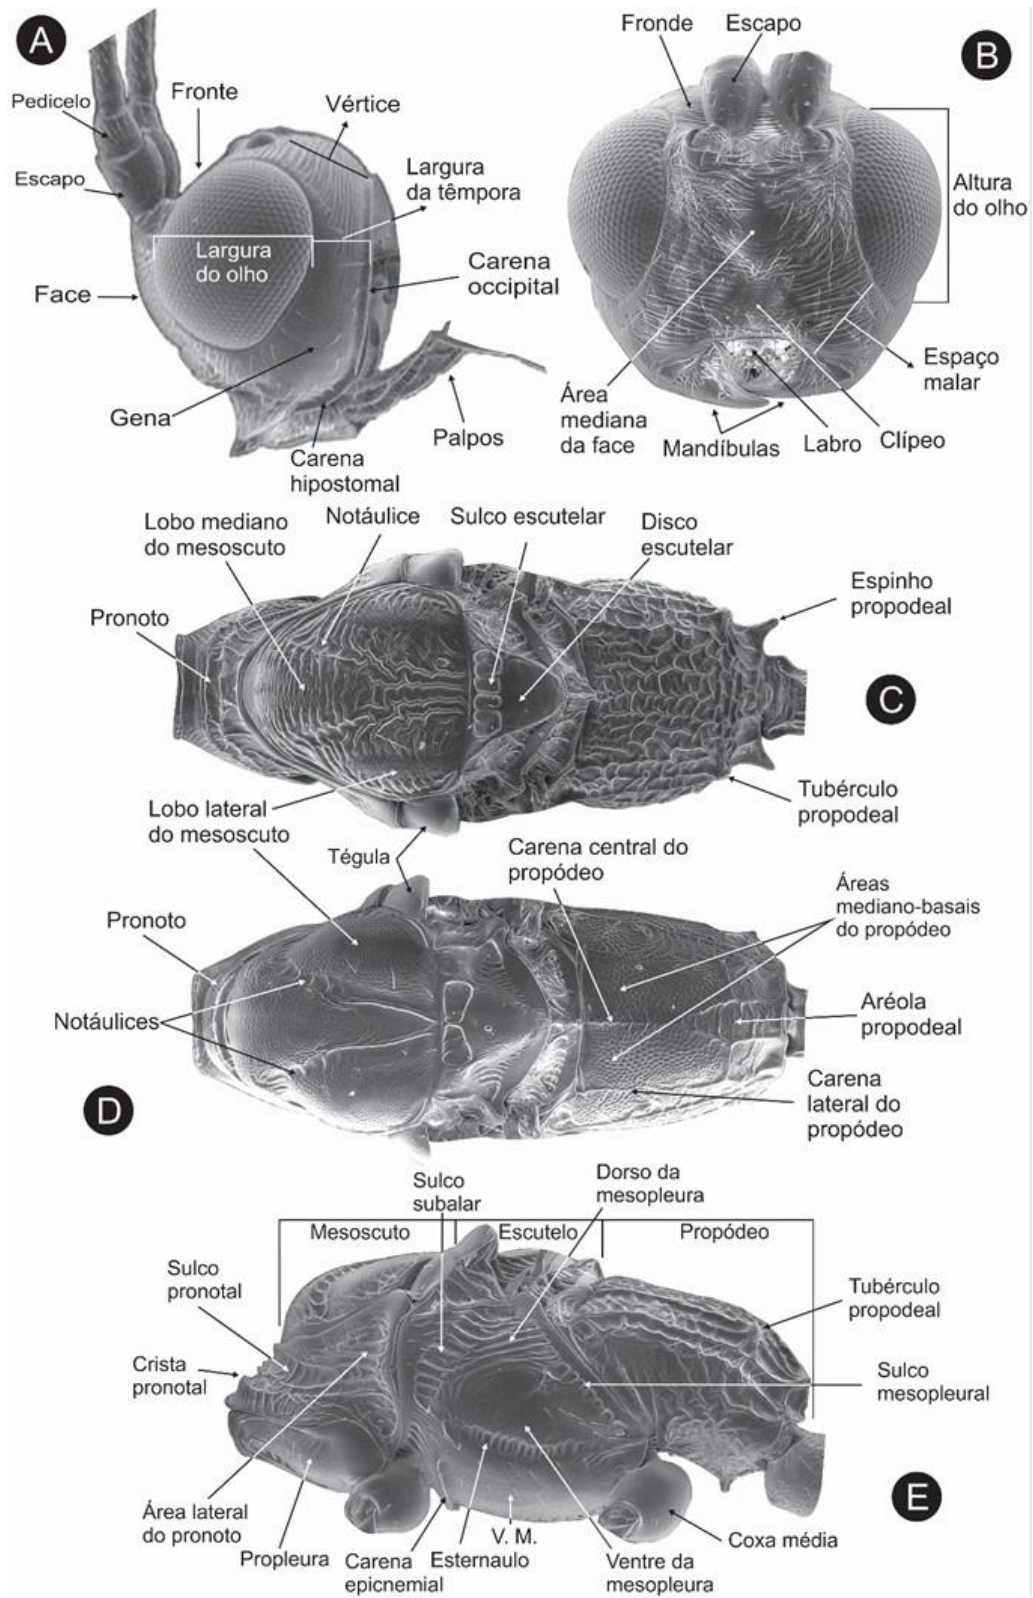 A
Pedicelo
Fronte
Vértice
Escapo
Largura
da têmpora
Largura
do olho
Face
Carena
occipital
Gena
Palpos
Carena
hipostomal
B
Fronde
Escapo
Altura
do olho
Espaço
malar
Área
mediana
da face
Mandíbulas
Labro
Clípeo
Lobo mediano
do mesoscuto
Notáulice
Sulco escutelar
Disco
escutelar
Espinho
propodeal
Pronoto
C
Tubérculo
propodeal
Lobo lateral
do mesoscuto
Tégula
Carena central do
propódeo
Áreas
mediano-basais
do propódeo
Pronoto
Notáulices
Aréola
propodeal
D
Carena
lateral do
propódeo
Sulco
subalar
Dorso da
mesopleura
Mesoscuto
Escutelo
Propódeo
Sulco
pronotal
Tubérculo
propodeal
Crista
pronotal
Sulco
mesopleural
E
Área lateral
do pronoto
Propleura
Carena
epicnemial
Esternaulo
V. M.
Ventre da
mesopleura
Coxa média